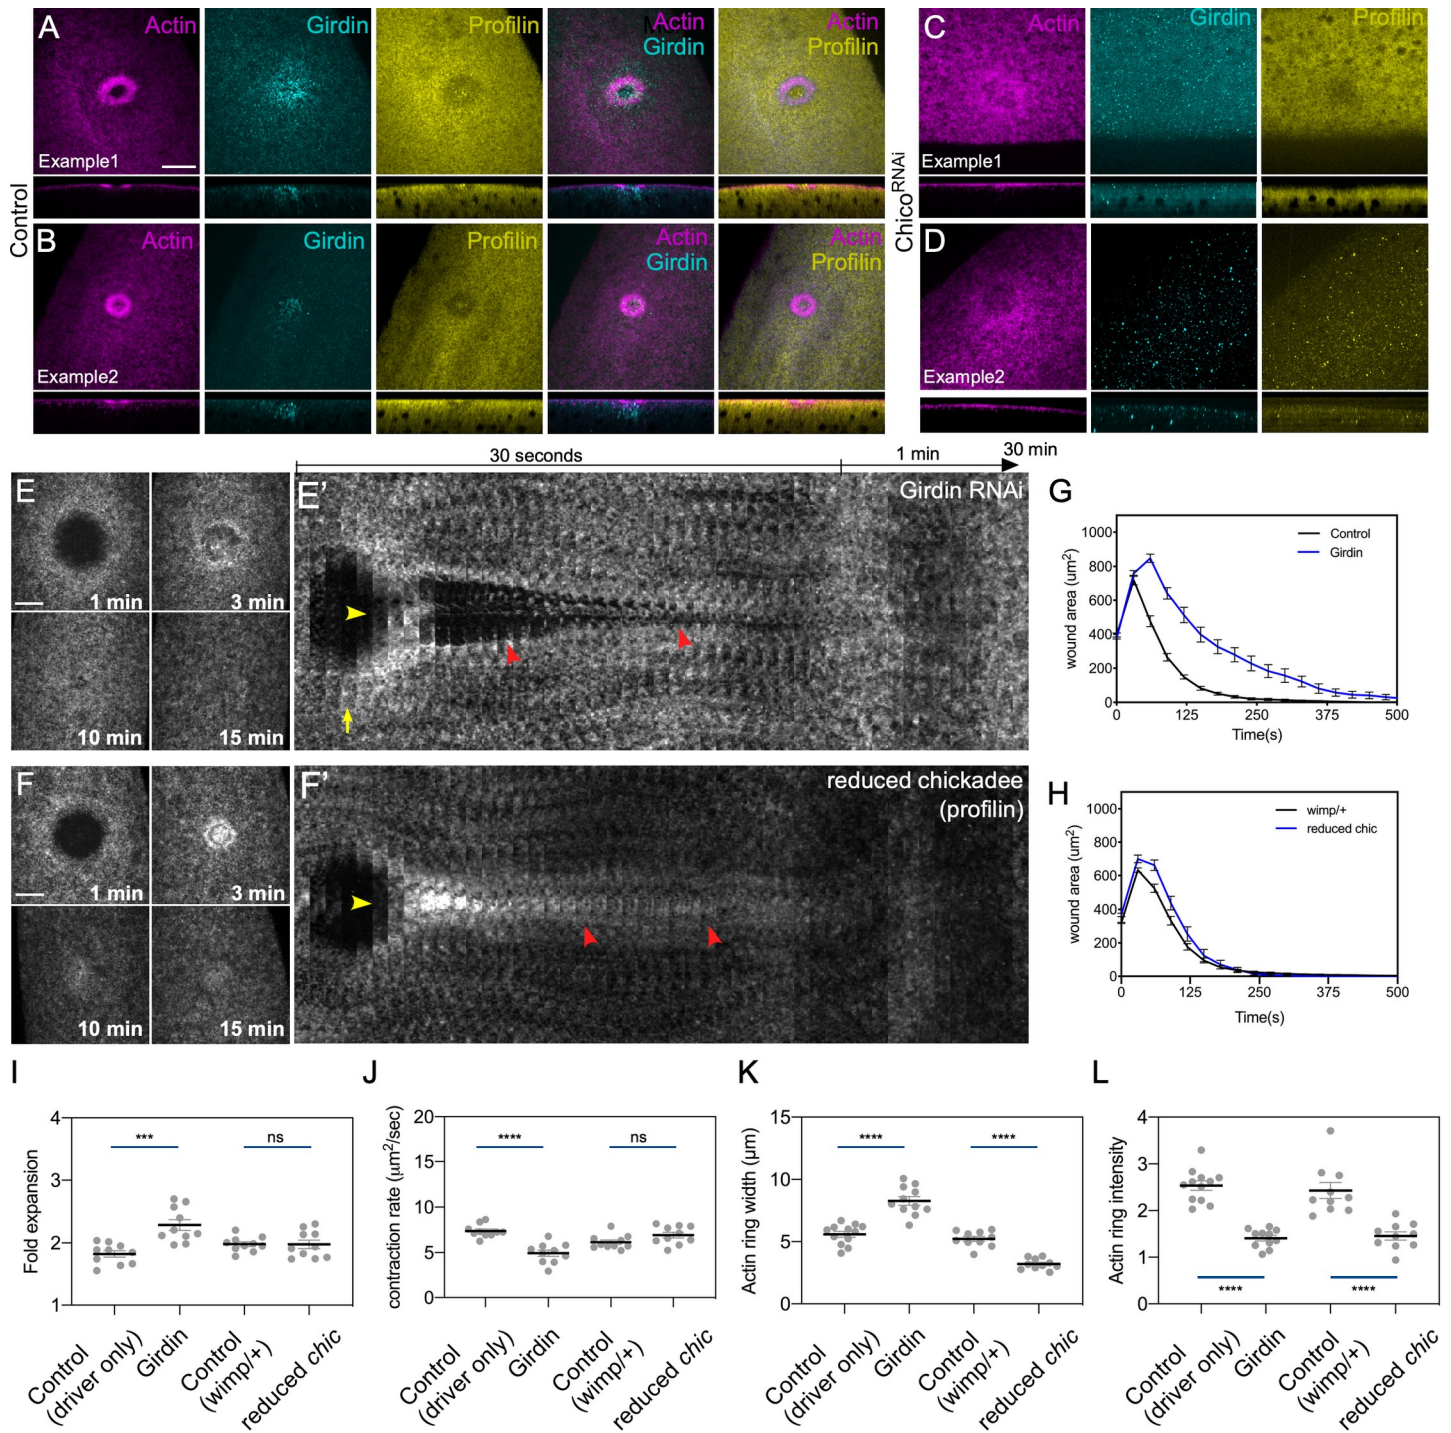 A
Actin
Girdin
Profilin
Actin
Girdin
Actin
Profilin
Example1
Control
B
Actin
Girdin
Profilin
Actin
Girdin
Actin
Profilin
Example2
C
Actin
Girdin
Profilin
Example1
Chico RNAi
D
Example2
30 seconds
1 min
30 min
E
1 min
3 min
10 min
15 min
E'
Girdin RNAi
F
1 min
3 min
10 min
15 min
F'
reduced chickadee
(profilin)
G
1000
800
600
400
200
0
wound area (um2)
Control
Girdin
0
125
250
375
500
Time(s)
H
1000
800
600
400
200
0
wound area (um2)
wimp/+
reduced chic
0
125
250
375
500
Time(s)
I
4
3
2
1
Fold expansion
***
ns
Control
(driver only)
Girdin
Control
(wimp/+)
reduced chic
J
20
15
10
5
0
contraction rate (µm2/sec)
****
ns
Control
(driver only)
Girdin
Control
(wimp/+)
reduced chic
K
15
10
5
0
Actin ring width (µm)
****
****
Control
(driver only)
Girdin
Control
(wimp/+)
reduced chic
L
4
3
2
1
0
Actin ring intensity
****
****
Control
(driver only)
Girdin
Control
(wimp/+)
reduced chic